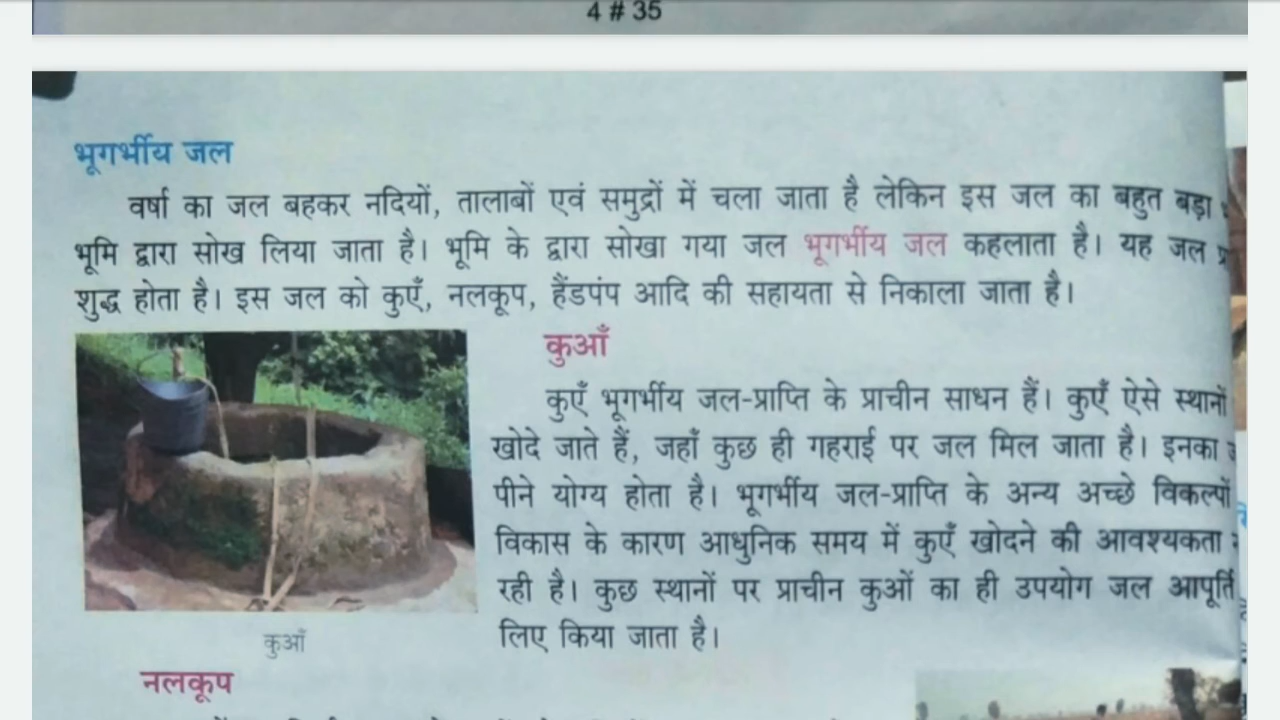 4 # 35
भूगर्भीय जल
वर्षा का जल बहकर नदियों, तालाबों एवं समुद्रों में चला जाता है लेकिन इस जल का बहुत बड़ा
भूमि द्वारा सोख लिया जाता है। भूमि के द्वारा सोखा गया जल भूगर्भीय जल कहलाता है। यह जल
शुद्ध होता है। इस जल को कुएँ, नलकूप, हैंडपंप आदि की सहायता से निकाला जाता है।
कुआँ
कुएँ भूगर्भीय जल-प्राप्ति के प्राचीन साधन हैं। कुएँ ऐसे स्थानों
खोदे जाते हैं, जहाँ कुछ ही गहराई पर जल मिल जाता है। इनका
पीने योग्य होता है। भूगर्भीय जल-प्राप्ति के अन्य अच्छे विकल्पों
विकास के कारण आधुनिक समय में कुएँ खोदने की आवश्यकता
रही है। कुछ स्थानों पर प्राचीन कुओं का ही उपयोग जल आपूर्ति
लिए किया जाता है।
कुआँ
नलकूप